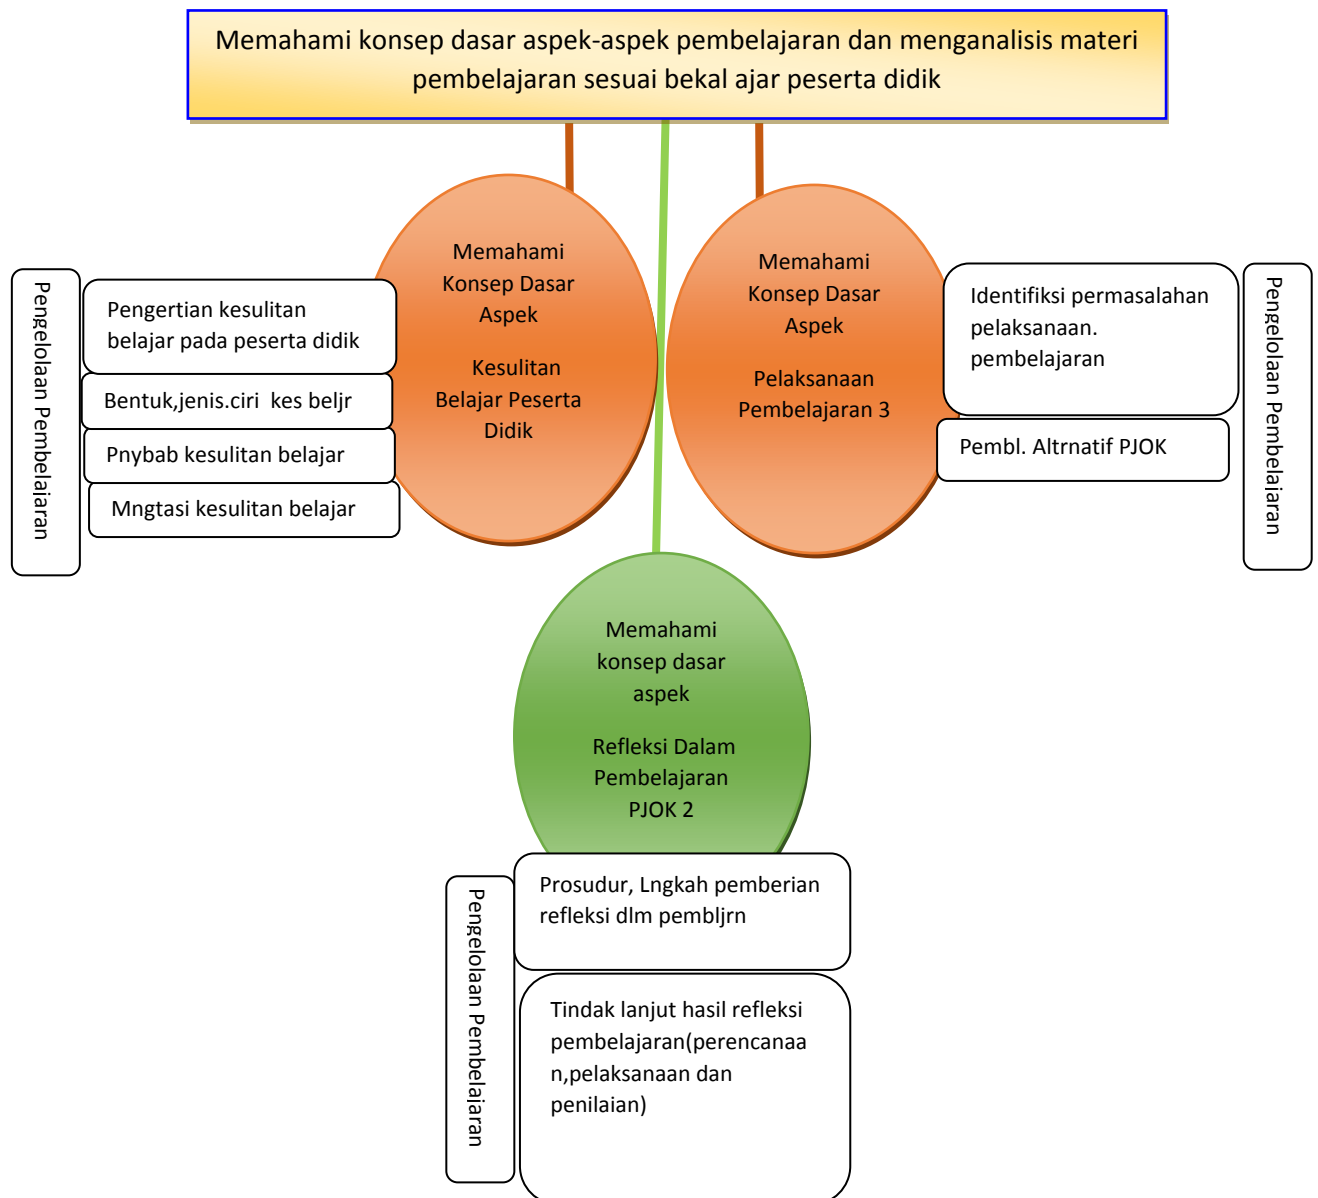 Memahami konsep dasar aspek-aspek pembelajaran dan menganalisis materi
pembelajaran sesuai bekal ajar peserta didik
Memahami
Konsep Dasar
Aspek
Kesulitan
Belajar Peserta
Didik
Pengelolaan Pembelajaran
Pengertian kesulitan
belajar pada peserta didik
Bentuk,jenis.ciri kes beljr
Pnybab kesulitan belajar
Mngtasi kesulitan belajar
Memahami
Konsep Dasar
Aspek
Pelaksanaan
Pembelajaran 3
Identifiksi permasalahan
pelaksanaan.
pembelajaran
Pembl. Altrnatif PJOK
Pengelolaan Pembelajaran
Memahami
konsep dasar
aspek
Refleksi Dalam
Pembelajaran
PJOK 2
Pengelolaan Pembelajaran
Prosudur, Lngkah pemberian
refleksi dlm pembljrn
Tindak lanjut hasil refleksi
pembelajaran(perencanaa
n,pelaksanaan dan
penilaian)